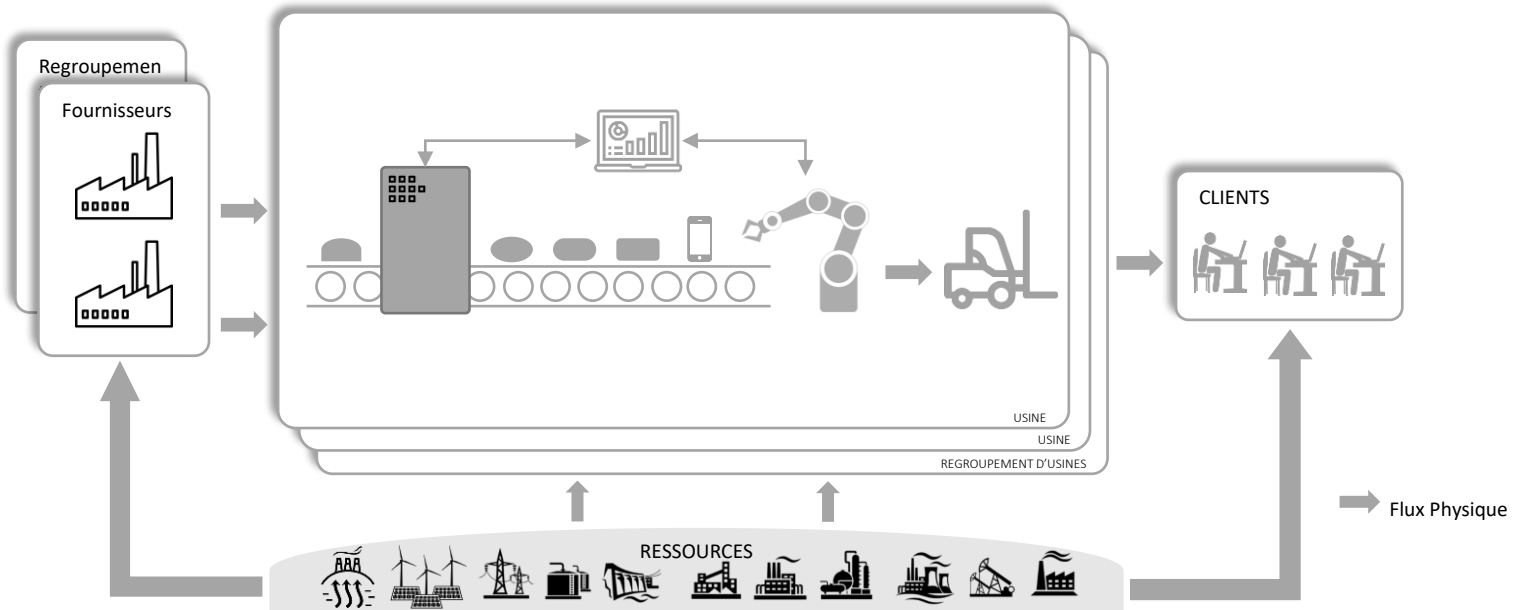 Regroupemen
Fournisseurs
CLIENTS
USINE
USINE
REGROUPEMENT D'USINES
Flux Physique
RESSOURCES